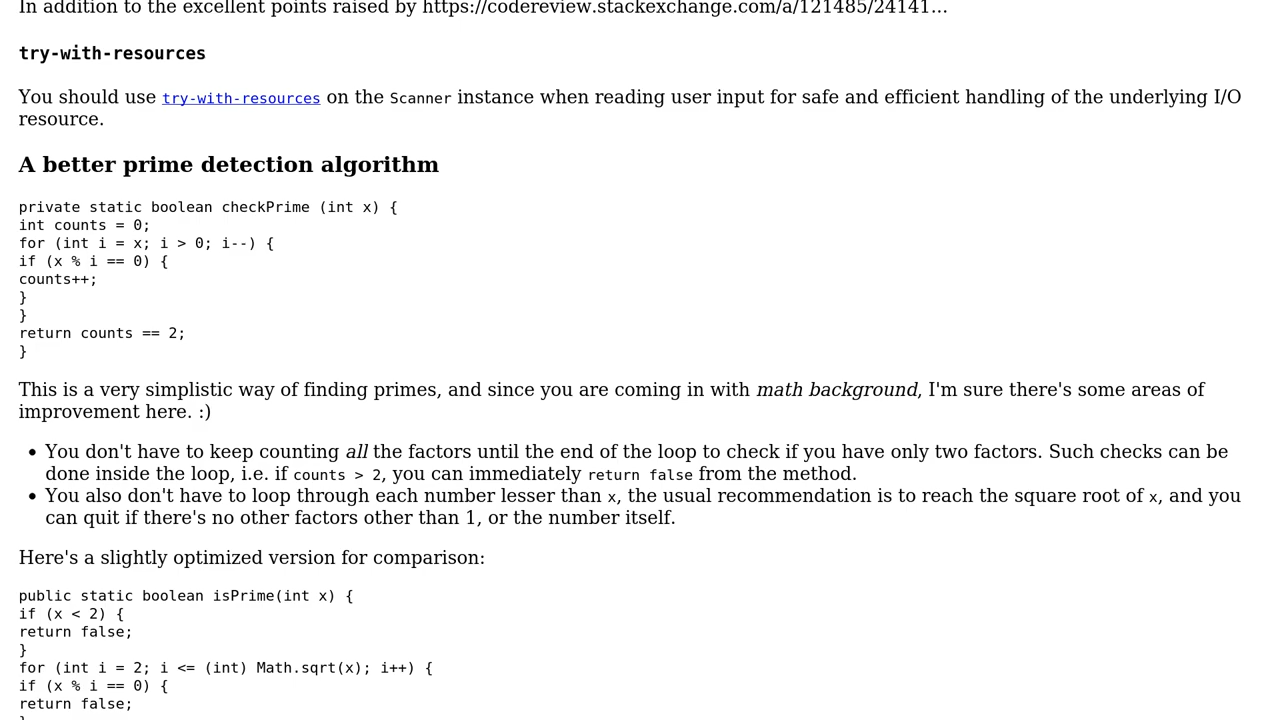 In addition to the excellent points raised by https://codereview.stackexchange.com/a/121485/24141...
try-with-resources
You should use try-with-resources on the Scanner instance when reading user input for safe and efficient handling of the underlying I/O
resource.
A better prime detection algorithm
private static boolean checkPrime (int x) {
int counts = 0;
for (int i = x; i > 0; i--) {
if (x % i == 0) {
counts++;
}
}
return counts == 2;
}
This is a very simplistic way of finding primes, and since you are coming in with math background, I'm sure there's some areas of
improvement here. :)
• You don't have to keep counting all the factors until the end of the loop to check if you have only two factors. Such checks can be
done inside the loop, i.e. if counts > 2, you can immediately return false from the method.
• You also don't have to loop through each number lesser than x, the usual recommendation is to reach the square root of x, and you
can quit if there's no other factors other than 1, or the number itself.
Here's a slightly optimized version for comparison:
public static boolean isPrime(int x) {
if (x < 2) {
return false;
}
for (int i = 2; i <= (int) Math.sqrt(x); i++) {
if (x % i == 0) {
return false;
}